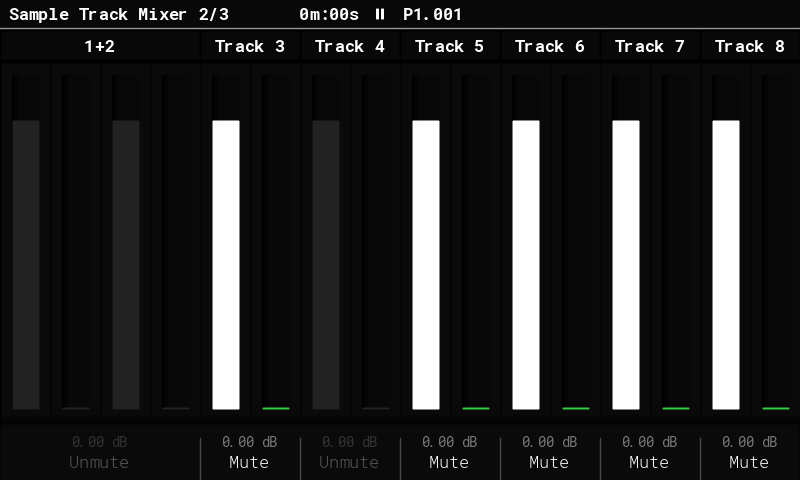 Sample Track Mixer 2/3 0m:00s P1.001
1+2 Track 3 Track 4 Track 5 Track 6 Track 7 Track 8
0.00 dB 0.00 dB 0.00 dB 0.00 dB 0.00 dB 0.00 dB 0.00 dB
Unmute Mute Unmute Mute Mute Mute Mute